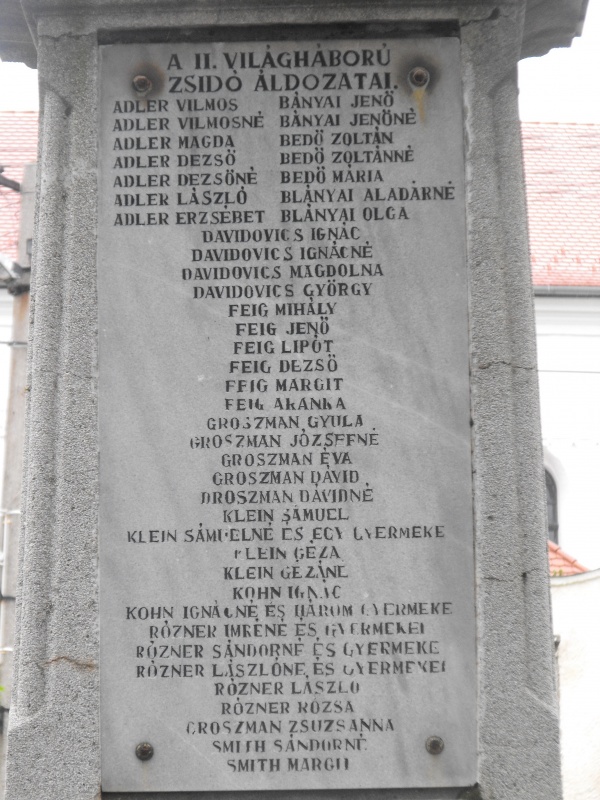 A II. VILÁGHÁBORÚ
ZSIDÓ ÁLDOZATAI.
ADLER VILMOS BÁNYAI JENŐ
ADLER VILMOSNÉ BÁNYAI JENŐNÉ
ADLER MAGDA BEDŐ ZOLTÁN
ADLER DEZSŐ BEDŐ ZOLTÁNNÉ
ADLER DEZSŐNÉ BEDŐ MÁRIA
ADLER LÁSZLÓ BLÁNYAI ALADÁRNÉ
ADLER ERZSÉBET BLÁNYAI OLGA
DAVIDOVICS IGNÁC
DAVIDOVICS IGNÁCNÉ
DAVIDOVICS MAGDOLNA
DAVIDOVICS GYÖRGY
FEIG MIHÁLY
FEIG JENŐ
FEIG LIPÓT
FEIG DEZSŐ
FEIG MARGIT
FEIG ARANKA
GROSZMAN GYULA
GROSZMAN JÓZSEFNÉ
GROSZMAN ÉVA
GROSZMAN DÁVID
GROSZMAN DÁVIDNÉ
KLEIN SÁMUEL
KLEIN SÁMUELNÉ ÉS EGY GYERMEKE
KLEIN GÉZA
KLEIN GÉZÁNÉ
KOHN IGNÁC
KOHN IGNÁCNÉ ÉS HÁROM GYERMEKE
RÓZNER IMRÉNÉ ÉS GYERMEKEI
RÓZNER SÁNDORNÉ ÉS GYERMEKE
RÓZNER LÁSZLÓNÉ ÉS GYERMEKEI
RÓZNER LÁSZLÓ
RÓZNER RÓZSA
GROSZMAN ZSUZSANNA
SMITH SÁNDORNÉ
SMITH MARGIT